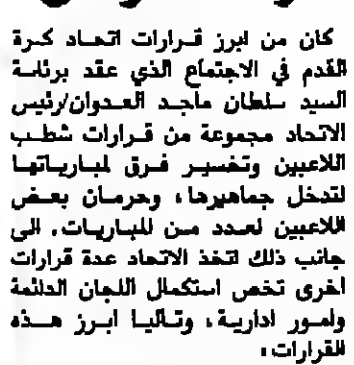 كان من ابرز قرارات اتحاد كرة
القدم في الاجتماع الذي عقد برئاسة
السيد سلطان ماجد العدوان/رئيس
الاتحاد مجموعة من قرارات شطب
اللاعبين وتخسير فرق لمبارياتها
لتدخل جماهيرها، وحرمان بعض
اللاعبين لعدد من المباريات. الى
جانب ذلك اتخذ الاتحاد عدة قرارات
اخرى تخص استكمال اللجان الدائمة
وامور ادارية، وتاليا ابرز هذه
القرارات،